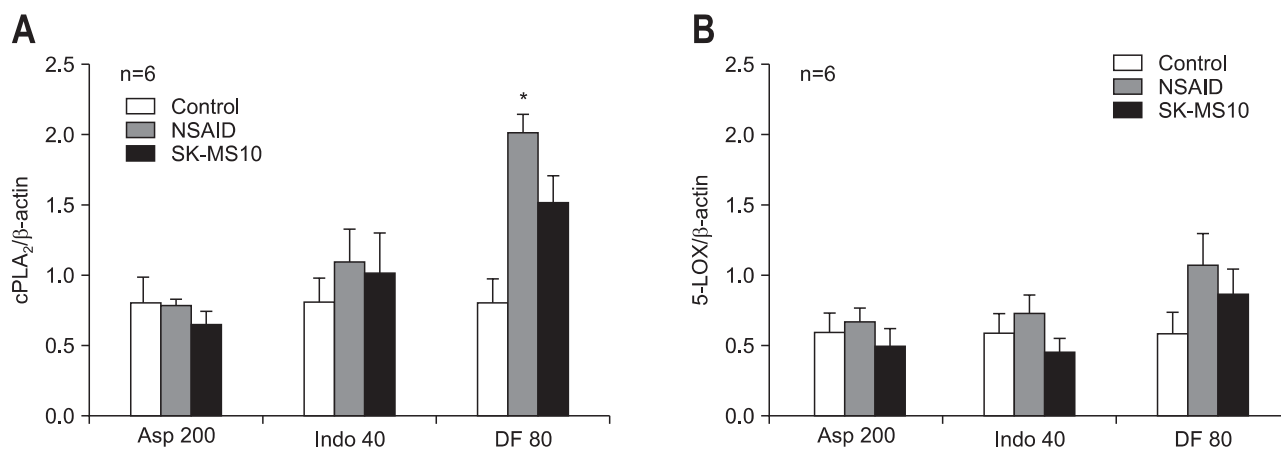 A
n=6
Control
NSAID
SK-MS10
*
cPLA₂/β-actin
2.5
2.0
1.5
1.0
0.5
0.0
Asp 200
Indo 40
DF 80
B
n=6
Control
NSAID
SK-MS10
5-LOX/β-actin
2.5
2.0
1.5
1.0
0.5
0.0
Asp 200
Indo 40
DF 80